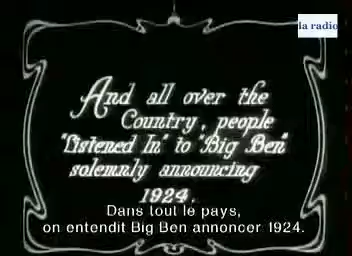 la radio
And all over the
Country, people
"Listened In" to "Big Ben"
solemnly announcing
1924.
Dans tout le pays,
on entendit Big Ben annoncer 1924.